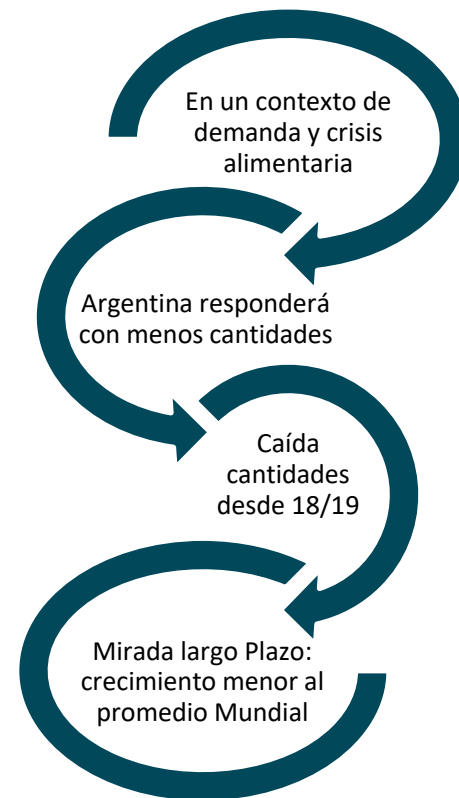 En un contexto de
demanda y crisis
alimentaria
Argentina responderá
con menos cantidades
Caída
cantidades
desde 18/19
Mirada largo Plazo:
crecimiento menor al
promedio Mundial